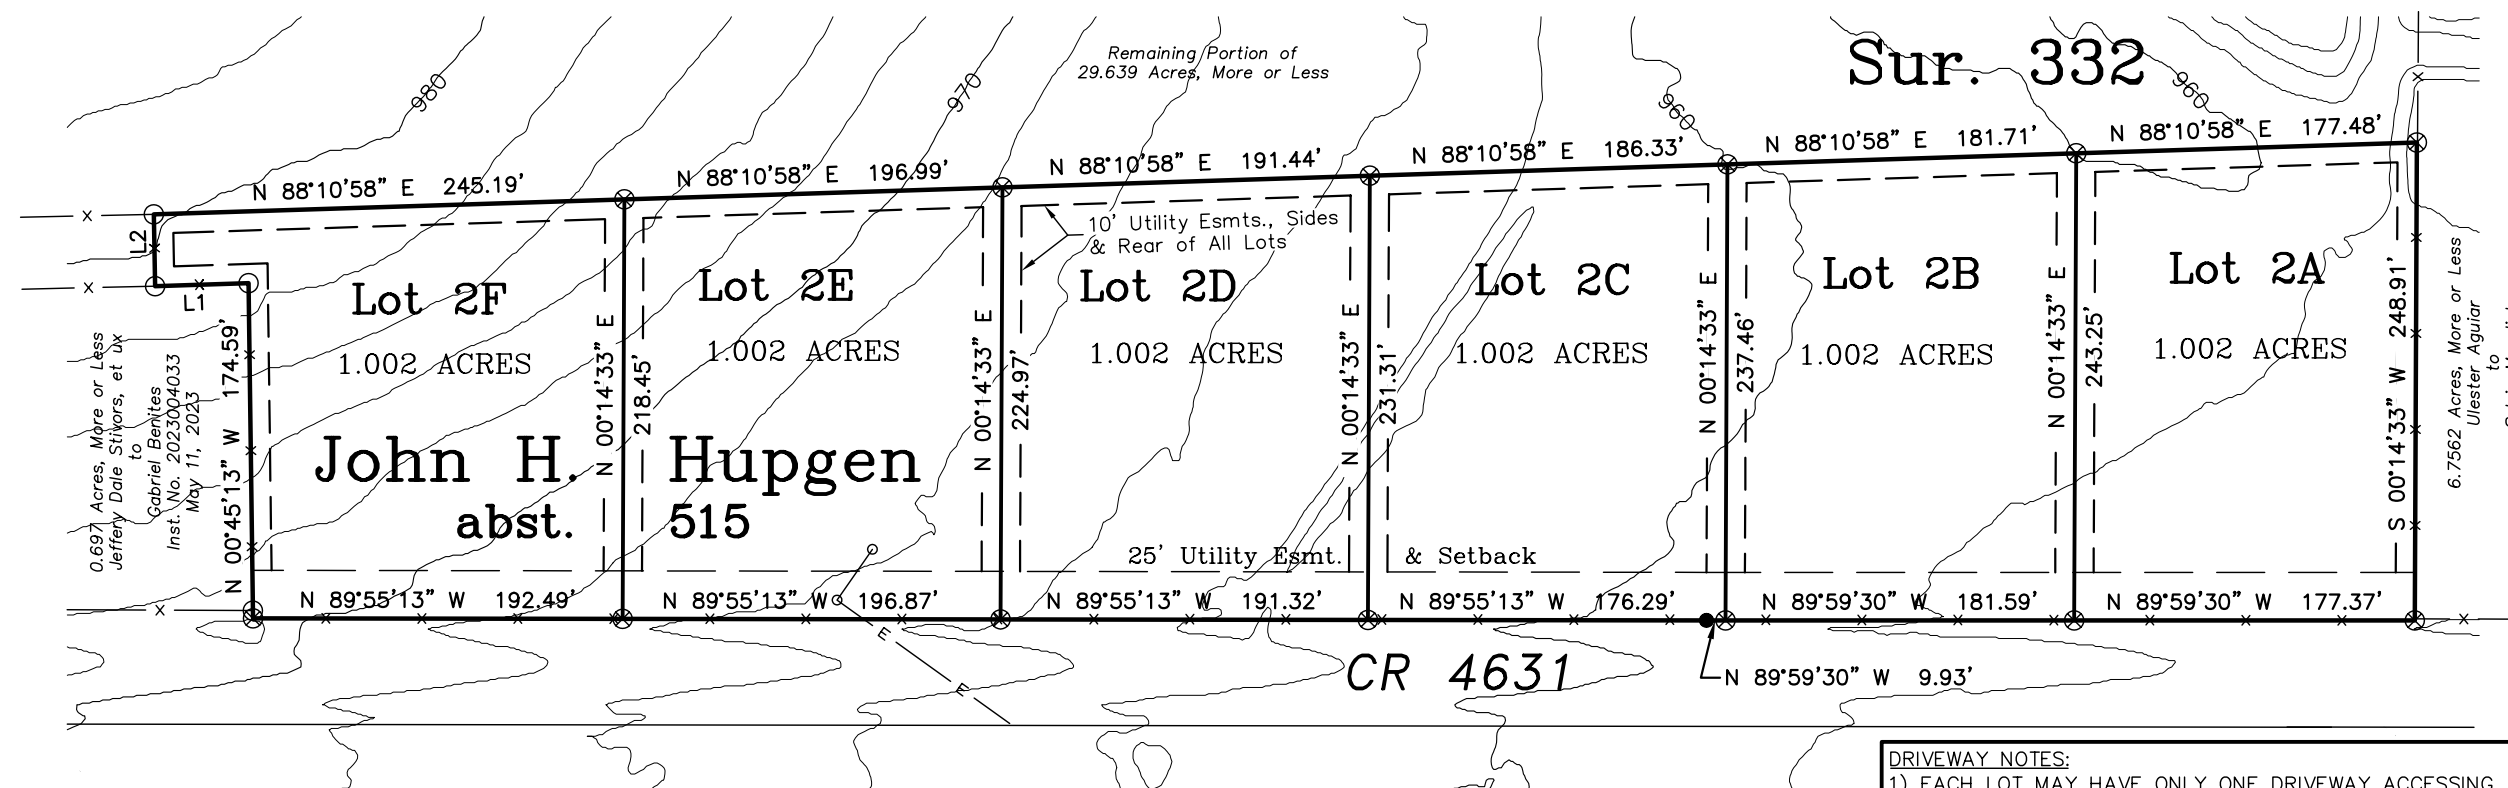 Remaining Portion of
29.639 Acres, More or Less
Sur. 332
980
970
960
960
N 88°10'58" E 245.19'
N 88°10'58" E 196.99'
N 88°10'58" E 191.44'
N 88°10'58" E 186.33'
N 88°10'58" E 181.71'
N 88°10'58" E 177.48'
L2
L1
10' Utility Esmts., Sides
& Rear of All Lots
Lot 2F
1.002 ACRES
Lot 2E
1.002 ACRES
Lot 2D
1.002 ACRES
Lot 2C
1.002 ACRES
Lot 2B
1.002 ACRES
Lot 2A
1.002 ACRES
0.697 Acres, More or Less
Jeffery Dale Stivors, et ux
to
Gabriel Benites
Inst. No. 2023004033
May 11, 2023
N 00°45'13" W 174.59'
N 00°14'33" E
218.45'
N 00°14'33" E
224.97'
N 00°14'33" E
231.31'
N 00°14'33" E
237.46'
N 00°14'33" E
243.25'
S 00°14'33" W 248.91'
6.7562 Acres, More or Less
Ulester Aguiar
to
John H. Hupgen
abst. 515
25' Utility Esmt. & Setback
N 89°55'13" W 192.49'
N 89°55'13" W 196.87'
N 89°55'13" W 191.32'
N 89°55'13" W 176.29'
N 89°59'30" W 181.59'
N 89°59'30" W 177.37'
E
E
CR 4631
N 89°59'30" W 9.93'
DRIVEWAY NOTES:
1) EACH LOT MAY HAVE ONLY ONE DRIVEWAY ACCESSING